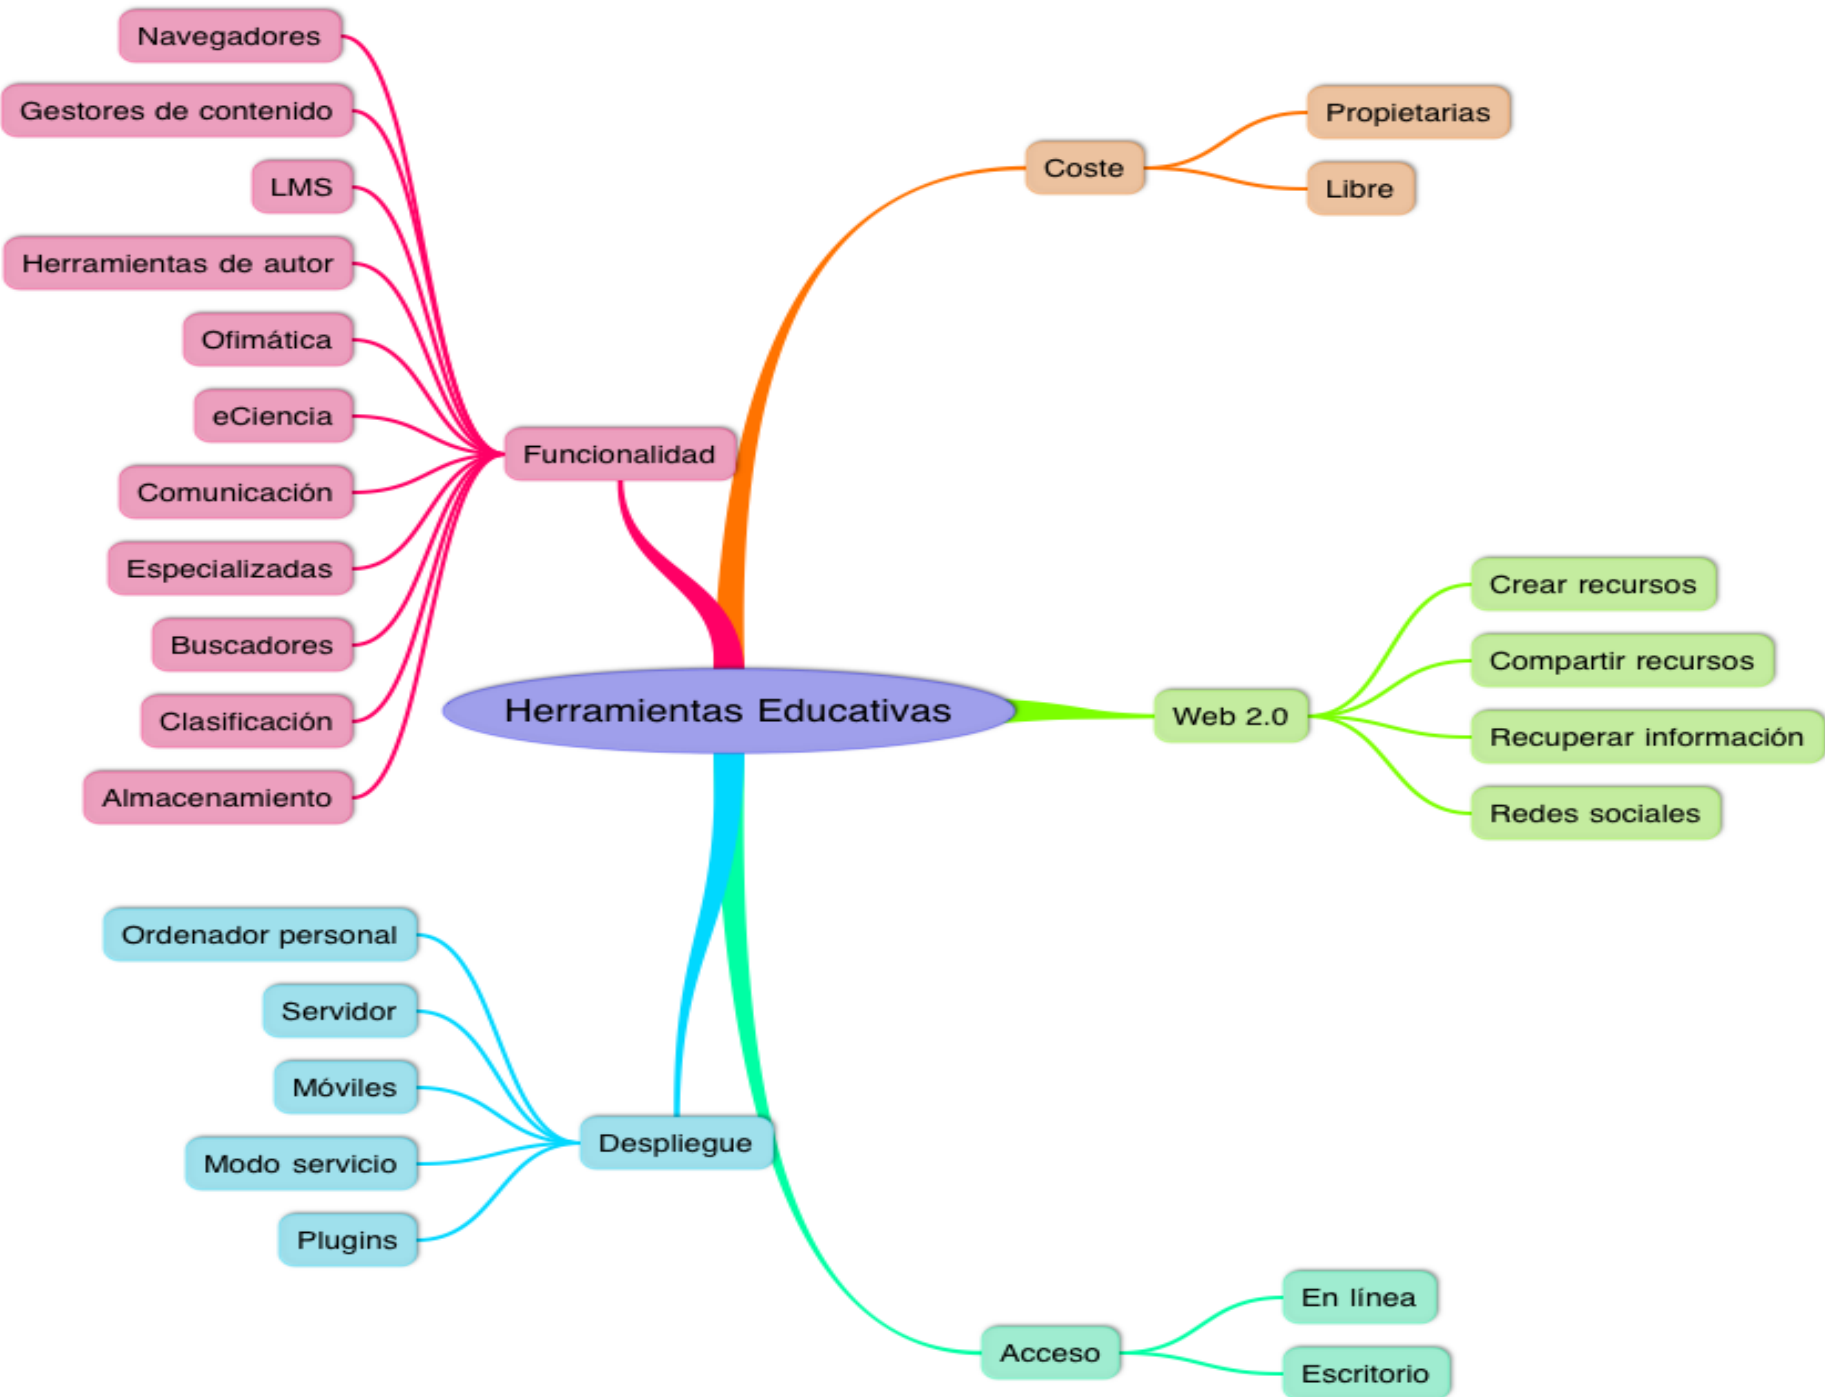 Herramientas Educativas
Funcionalidad
Navegadores
Gestores de contenido
LMS
Herramientas de autor
Ofimática
eCiencia
Comunicación
Especializadas
Buscadores
Clasificación
Almacenamiento
Coste
Propietarias
Libre
Web 2.0
Crear recursos
Compartir recursos
Recuperar información
Redes sociales
Despliegue
Ordenador personal
Servidor
Móviles
Modo servicio
Plugins
Acceso
En línea
Escritorio